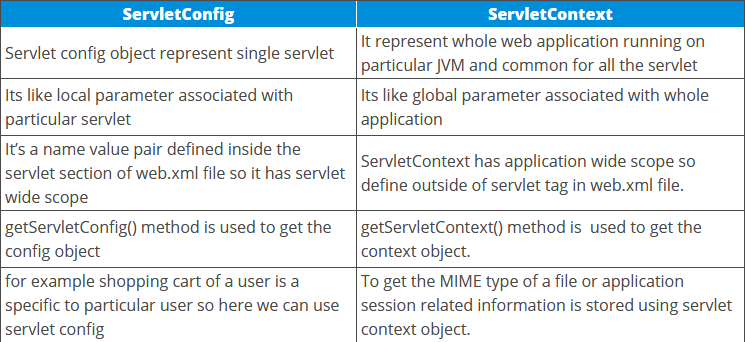 ServletConfig
ServletContext
Servlet config object represent single servlet
It represent whole web application running on
particular JVM and common for all the servlet
Its like local parameter associated with
particular servlet
Its like global parameter associated with whole
application
It’s a name value pair defined inside the
servlet section of web.xml file so it has servlet
wide scope
ServletContext has application wide scope so
define outside of servlet tag in web.xml file.
getServletConfig() method is used to get the
config object
getServletContext() method is  used to get the
context object.
for example shopping cart of a user is a
specific to particular user so here we can use
servlet config
To get the MIME type of a file or application
session related information is stored using servlet
context object.